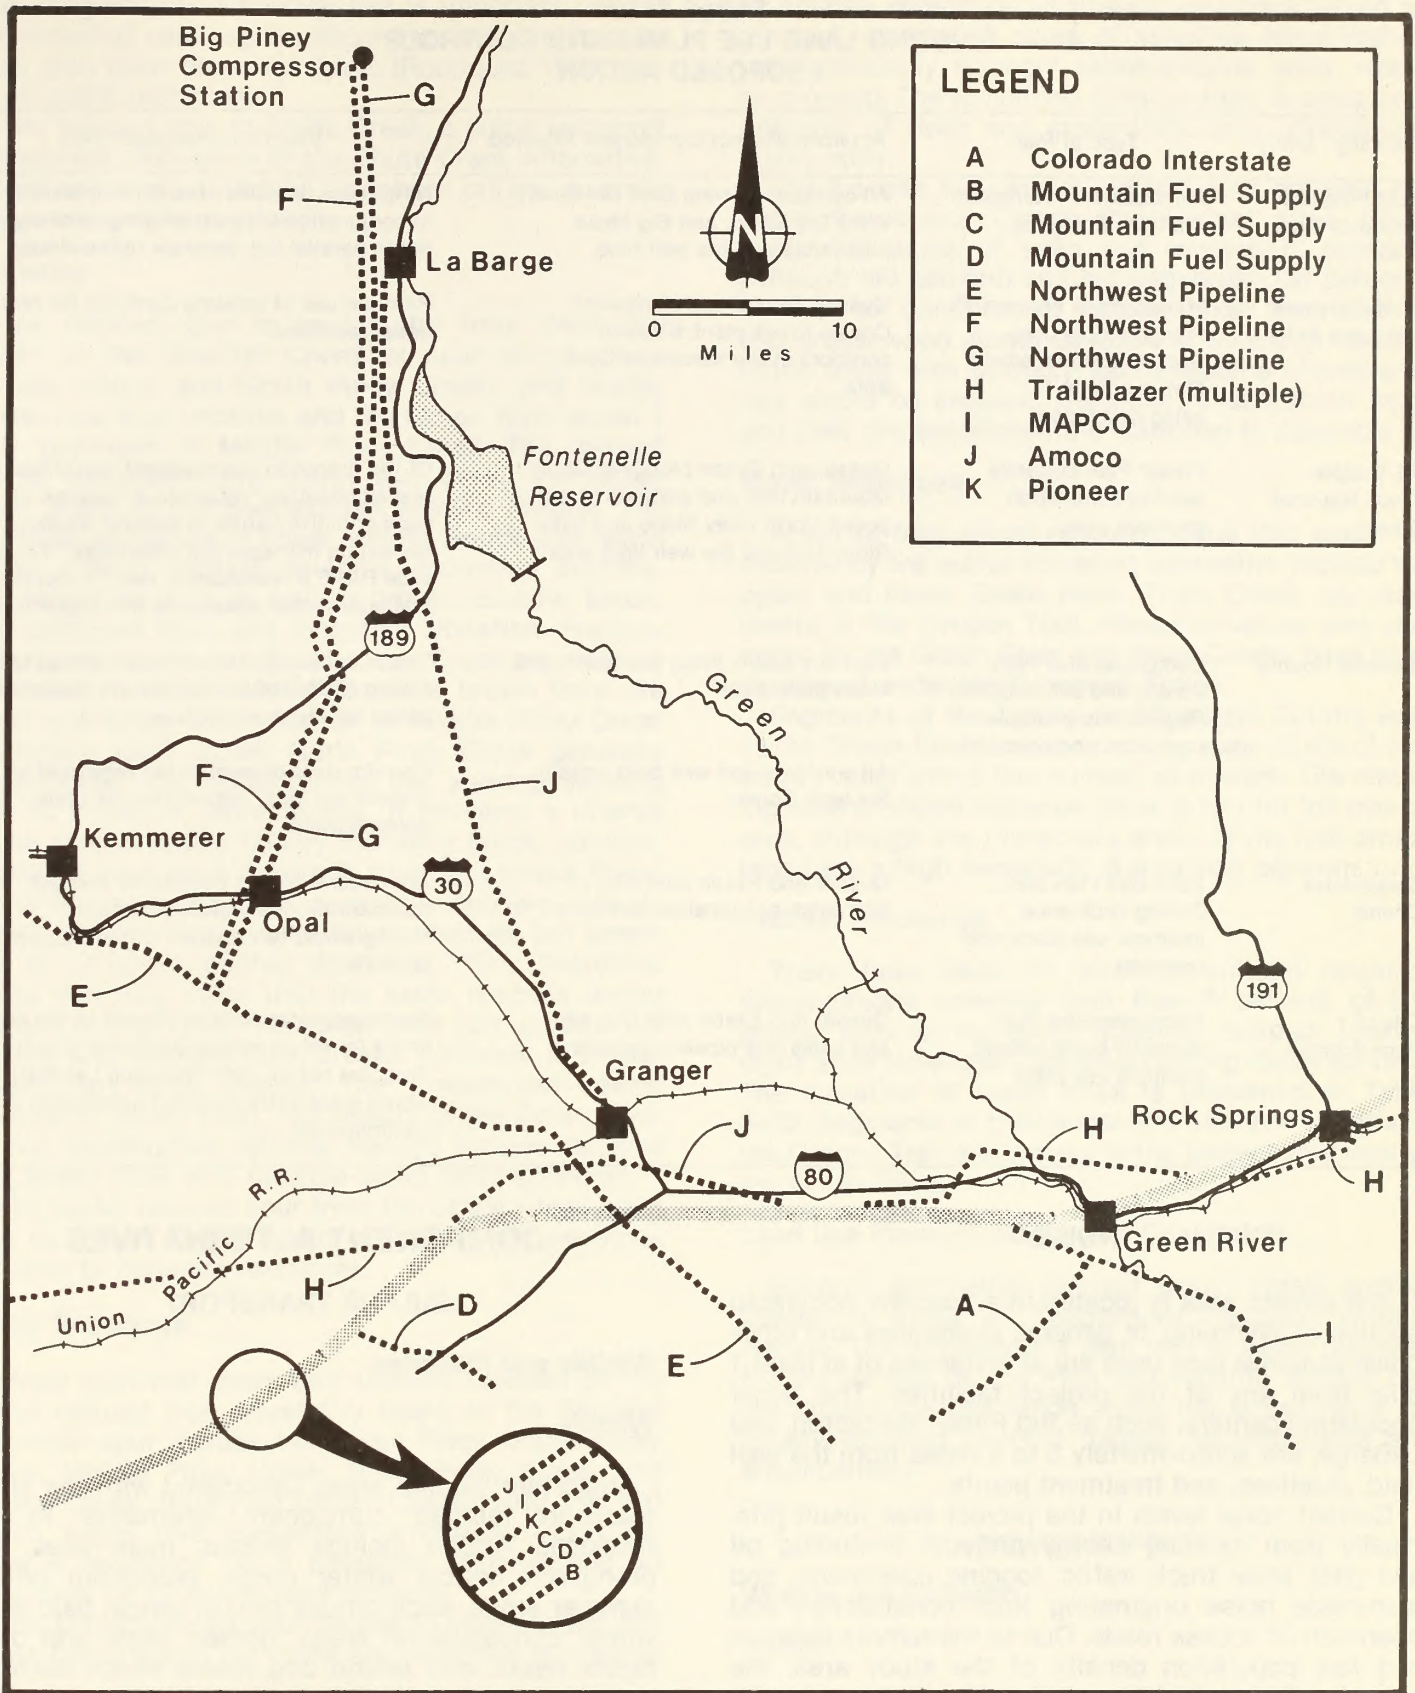 Big Piney
Compressor
Station
G
F
La Barge
N
0 10
Miles
LEGEND
A Colorado Interstate
B Mountain Fuel Supply
C Mountain Fuel Supply
D Mountain Fuel Supply
E Northwest Pipeline
F Northwest Pipeline
G Northwest Pipeline
H Trailblazer (multiple)
I MAPCO
J Amoco
K Pioneer
Fontenelle
Reservoir
189
Green
River
F
J
G
Kemmerer
30
Opal
E
191
Granger
Rock Springs
J
H
80
H
R.R.
Pacific
Union
Green River
H
D
A
E
I
J
I
K
C
D
B